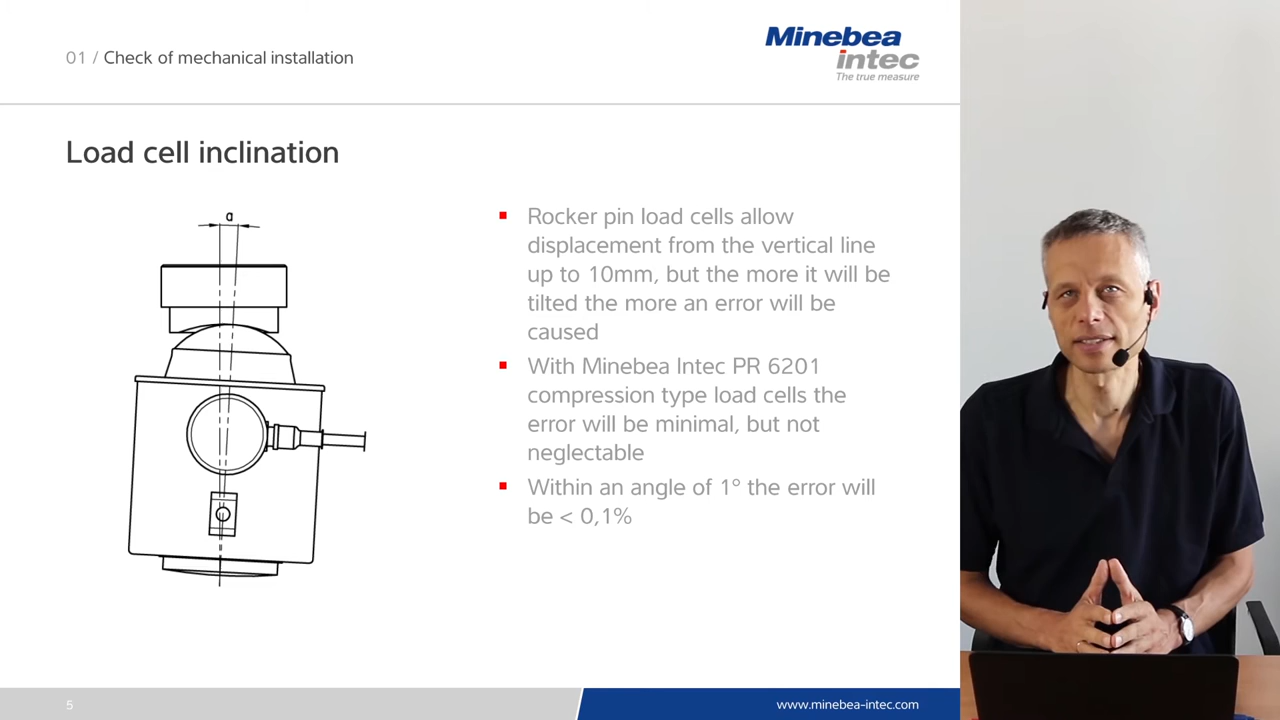 01 / Check of mechanical installation
Minebea
intec
The true measure
Load cell inclination
a
Rocker pin load cells allow
displacement from the vertical line
up to 10mm, but the more it will be
tilted the more an error will be
caused
With Minebea Intec PR 6201
compression type load cells the
error will be minimal, but not
neglectable
Within an angle of 1° the error will
be < 0,1%
5
www.minebea-intec.com